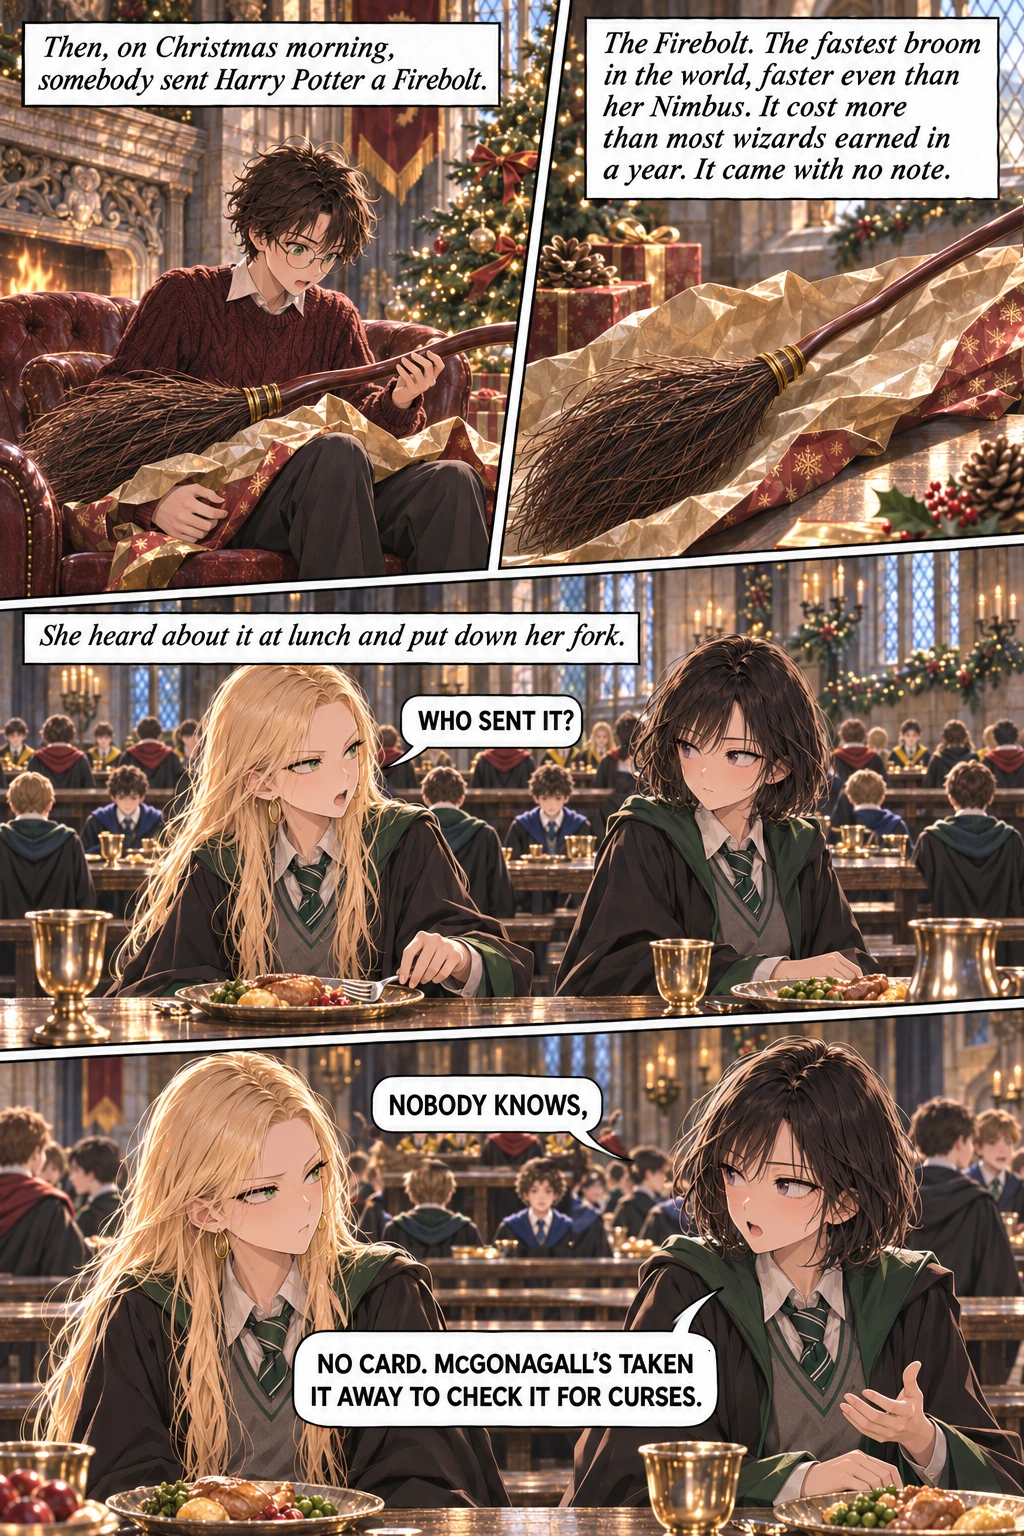 Then, on Christmas morning,
somebody sent Harry Potter a Firebolt.
The Firebolt. The fastest broom
in the world, faster even than
her Nimbus. It cost more
than most wizards earned in
a year. It came with no note.
She heard about it at lunch and put down her fork.
WHO SENT IT?
NOBODY KNOWS,
NO CARD. McGONAGALL'S TAKEN
IT AWAY TO CHECK IT FOR CURSES.